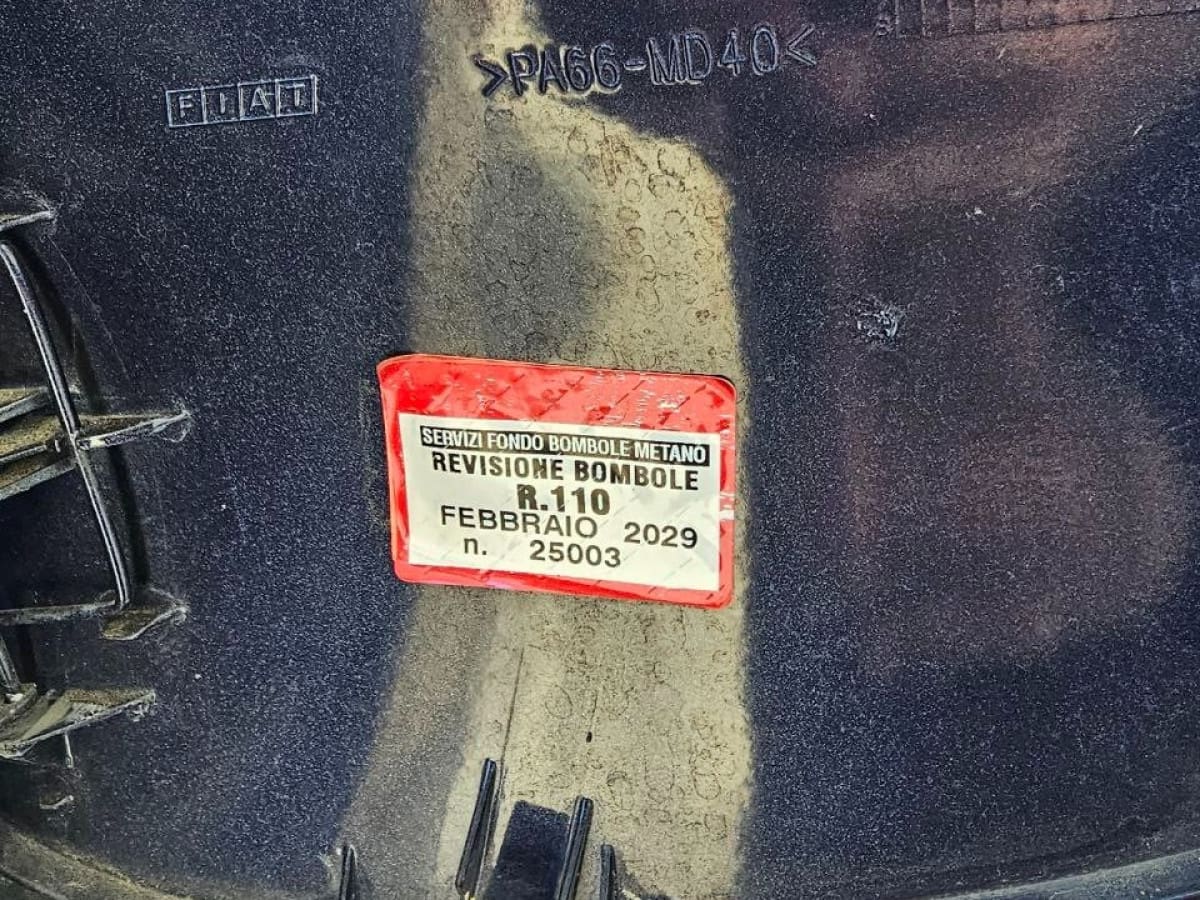 >PA66-MD40<
FIAT
SERVIZI FONDO BOMBOLE METANO
REVISIONE BOMBOLE
R.110
FEBBRAIO 2029
n. 25003